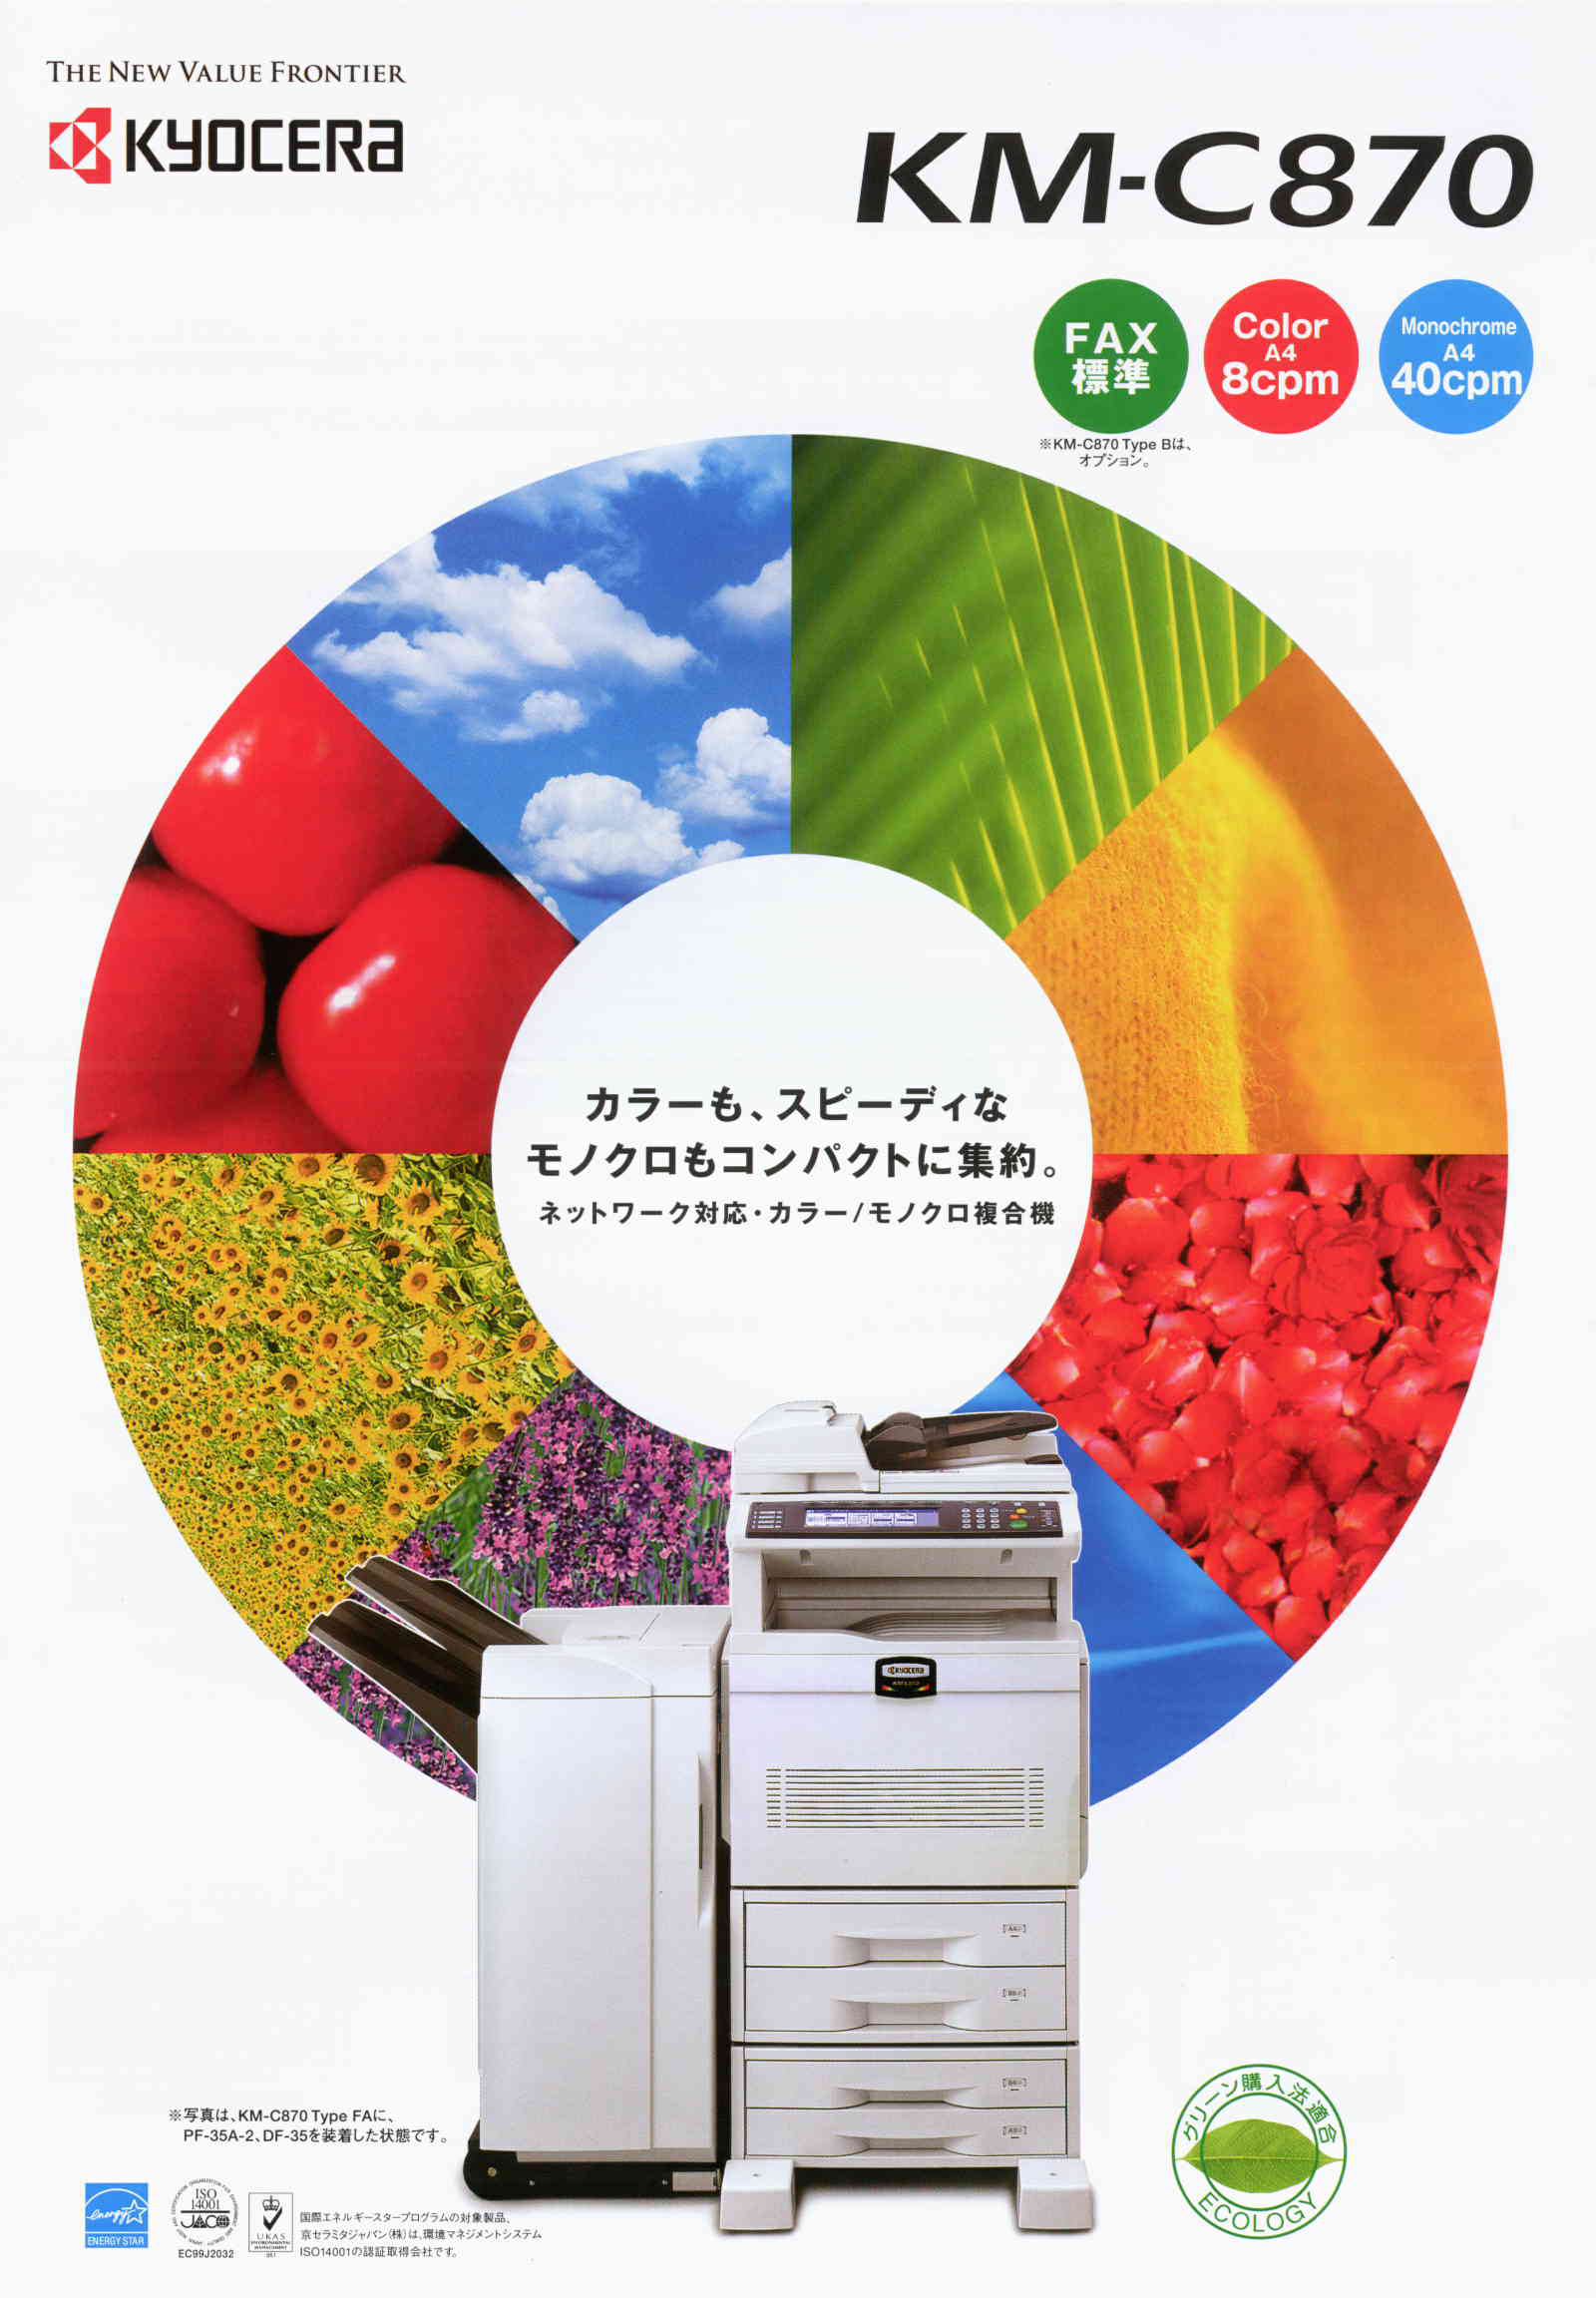 THE NEW VALUE FRONTIER
KYOCERA
KM-C870
FAX
標準
Color
A4
8cpm
Monochrome
A4
40cpm
※KM-C870 Type Bは、
オプション。
カラーも、スピーディな
モノクロもコンパクトに集約。
ネットワーク対応・カラー/モノクロ複合機
KYOCERA
※写真は、KM-C870 Type FAに、
PF-35A-2、DF-35を装着した状態です。
グリーン購入法適合
ECOLOGY
energy
ENERGY STAR
ISO
14001
JACO
EC99J2032
UKAS
ENVIRONMENTAL
MANAGEMENT
国際エネルギースタープログラムの対象製品、
京セラミタジャパン(株)は、環境マネジメントシステム
ISO14001の認証取得会社です。